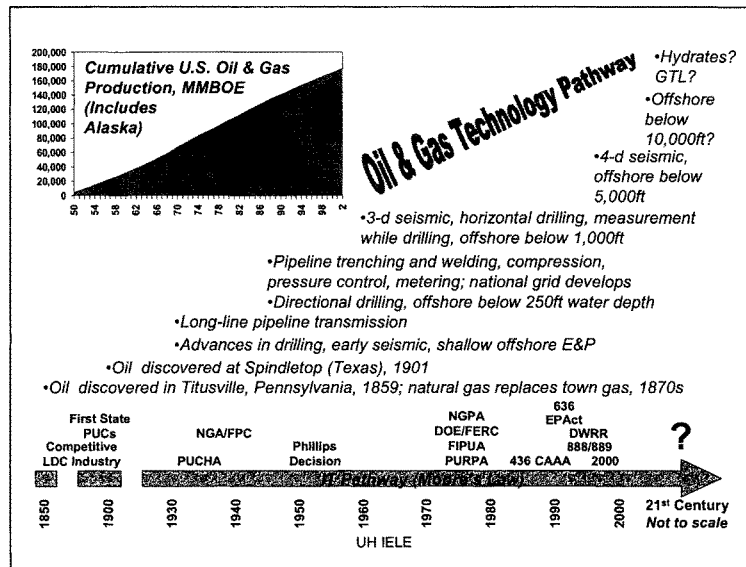 200,000
180,000
160,000
140,000
120,000
100,000
80,000
60,000
40,000
20,000
0
Cumulative U.S. Oil & Gas
Production, MMBOE
(Includes
Alaska)
50
54
58
62
66
70
74
78
82
86
90
94
98
2
Oil & Gas Technology Pathway
•Hydrates?
GTL?
•Offshore
below
10,000ft?
•4-d seismic,
offshore below
5,000ft
•3-d seismic, horizontal drilling, measurement
while drilling, offshore below 1,000ft
•Pipeline trenching and welding, compression,
pressure control, metering; national grid develops
•Directional drilling, offshore below 250ft water depth
•Long-line pipeline transmission
•Advances in drilling, early seismic, shallow offshore E&P
•Oil discovered at Spindletop (Texas), 1901
•Oil discovered in Titusville, Pennsylvania, 1859; natural gas replaces town gas, 1870s
636
First State NGPA EPAct
PUCs NGA/FPC DOE/FERC DWRR ?
Competitive Phillips FIPUA 888/889
LDC Industry PUCHA Decision PURPA 436 CAAA 2000
IT Pathway (Moore's Law)
1850 1900 1930 1940 1950 1960 1970 1980 1990 2000 21st Century
Not to scale
UH IELE